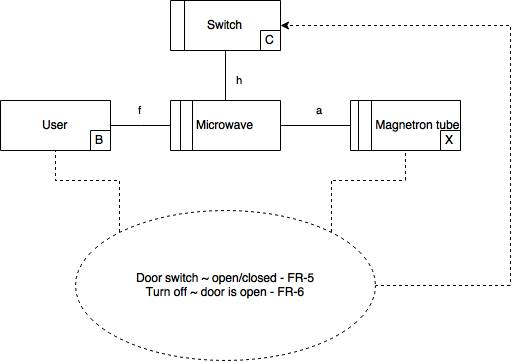 Switch
C
h
f
a
User
B
Microwave
Magnetron tube
X
Door switch ~ open/closed - FR-5
Turn off ~ door is open - FR-6